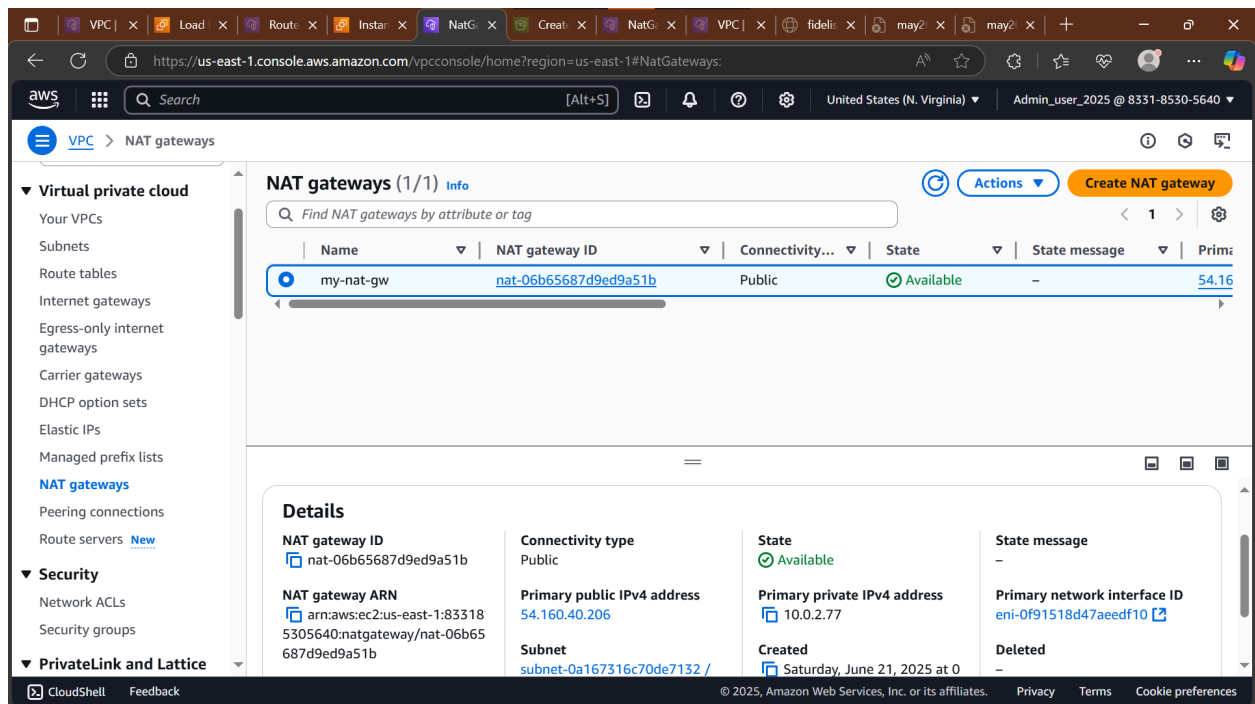 VPC |
Load
Route
Instan
NatGa
Create
NatGa
VPC |
fidelis
may2
may2
https://us-east-1.console.aws.amazon.com/vpcconsole/home?region=us-east-1#NatGateways:
aws
Search
[Alt+S]
United States (N. Virginia)
Admin_user_2025 @ 8331-8530-5640
VPC > NAT gateways
Virtual private cloud
Your VPCs
Subnets
Route tables
Internet gateways
Egress-only internet
gateways
Carrier gateways
DHCP option sets
Elastic IPs
Managed prefix lists
NAT gateways
Peering connections
Route servers New
Security
Network ACLs
Security groups
PrivateLink and Lattice
NAT gateways (1/1) Info
Actions
Create NAT gateway
Find NAT gateways by attribute or tag
1
Name
NAT gateway ID
Connectivity...
State
State message
Prima
my-nat-gw
nat-06b65687d9ed9a51b
Public
Available
–
54.16
Details
NAT gateway ID
nat-06b65687d9ed9a51b
Connectivity type
Public
State
Available
State message
–
NAT gateway ARN
arn:aws:ec2:us-east-1:83318
5305640:natgateway/nat-06b65
687d9ed9a51b
Primary public IPv4 address
54.160.40.206
Primary private IPv4 address
10.0.2.77
Primary network interface ID
eni-0f91518d47aeedf10
Subnet
subnet-0a167316c70de7132 /
Created
Saturday, June 21, 2025 at 0
Deleted
–
CloudShell
Feedback
© 2025, Amazon Web Services, Inc. or its affiliates.
Privacy
Terms
Cookie preferences